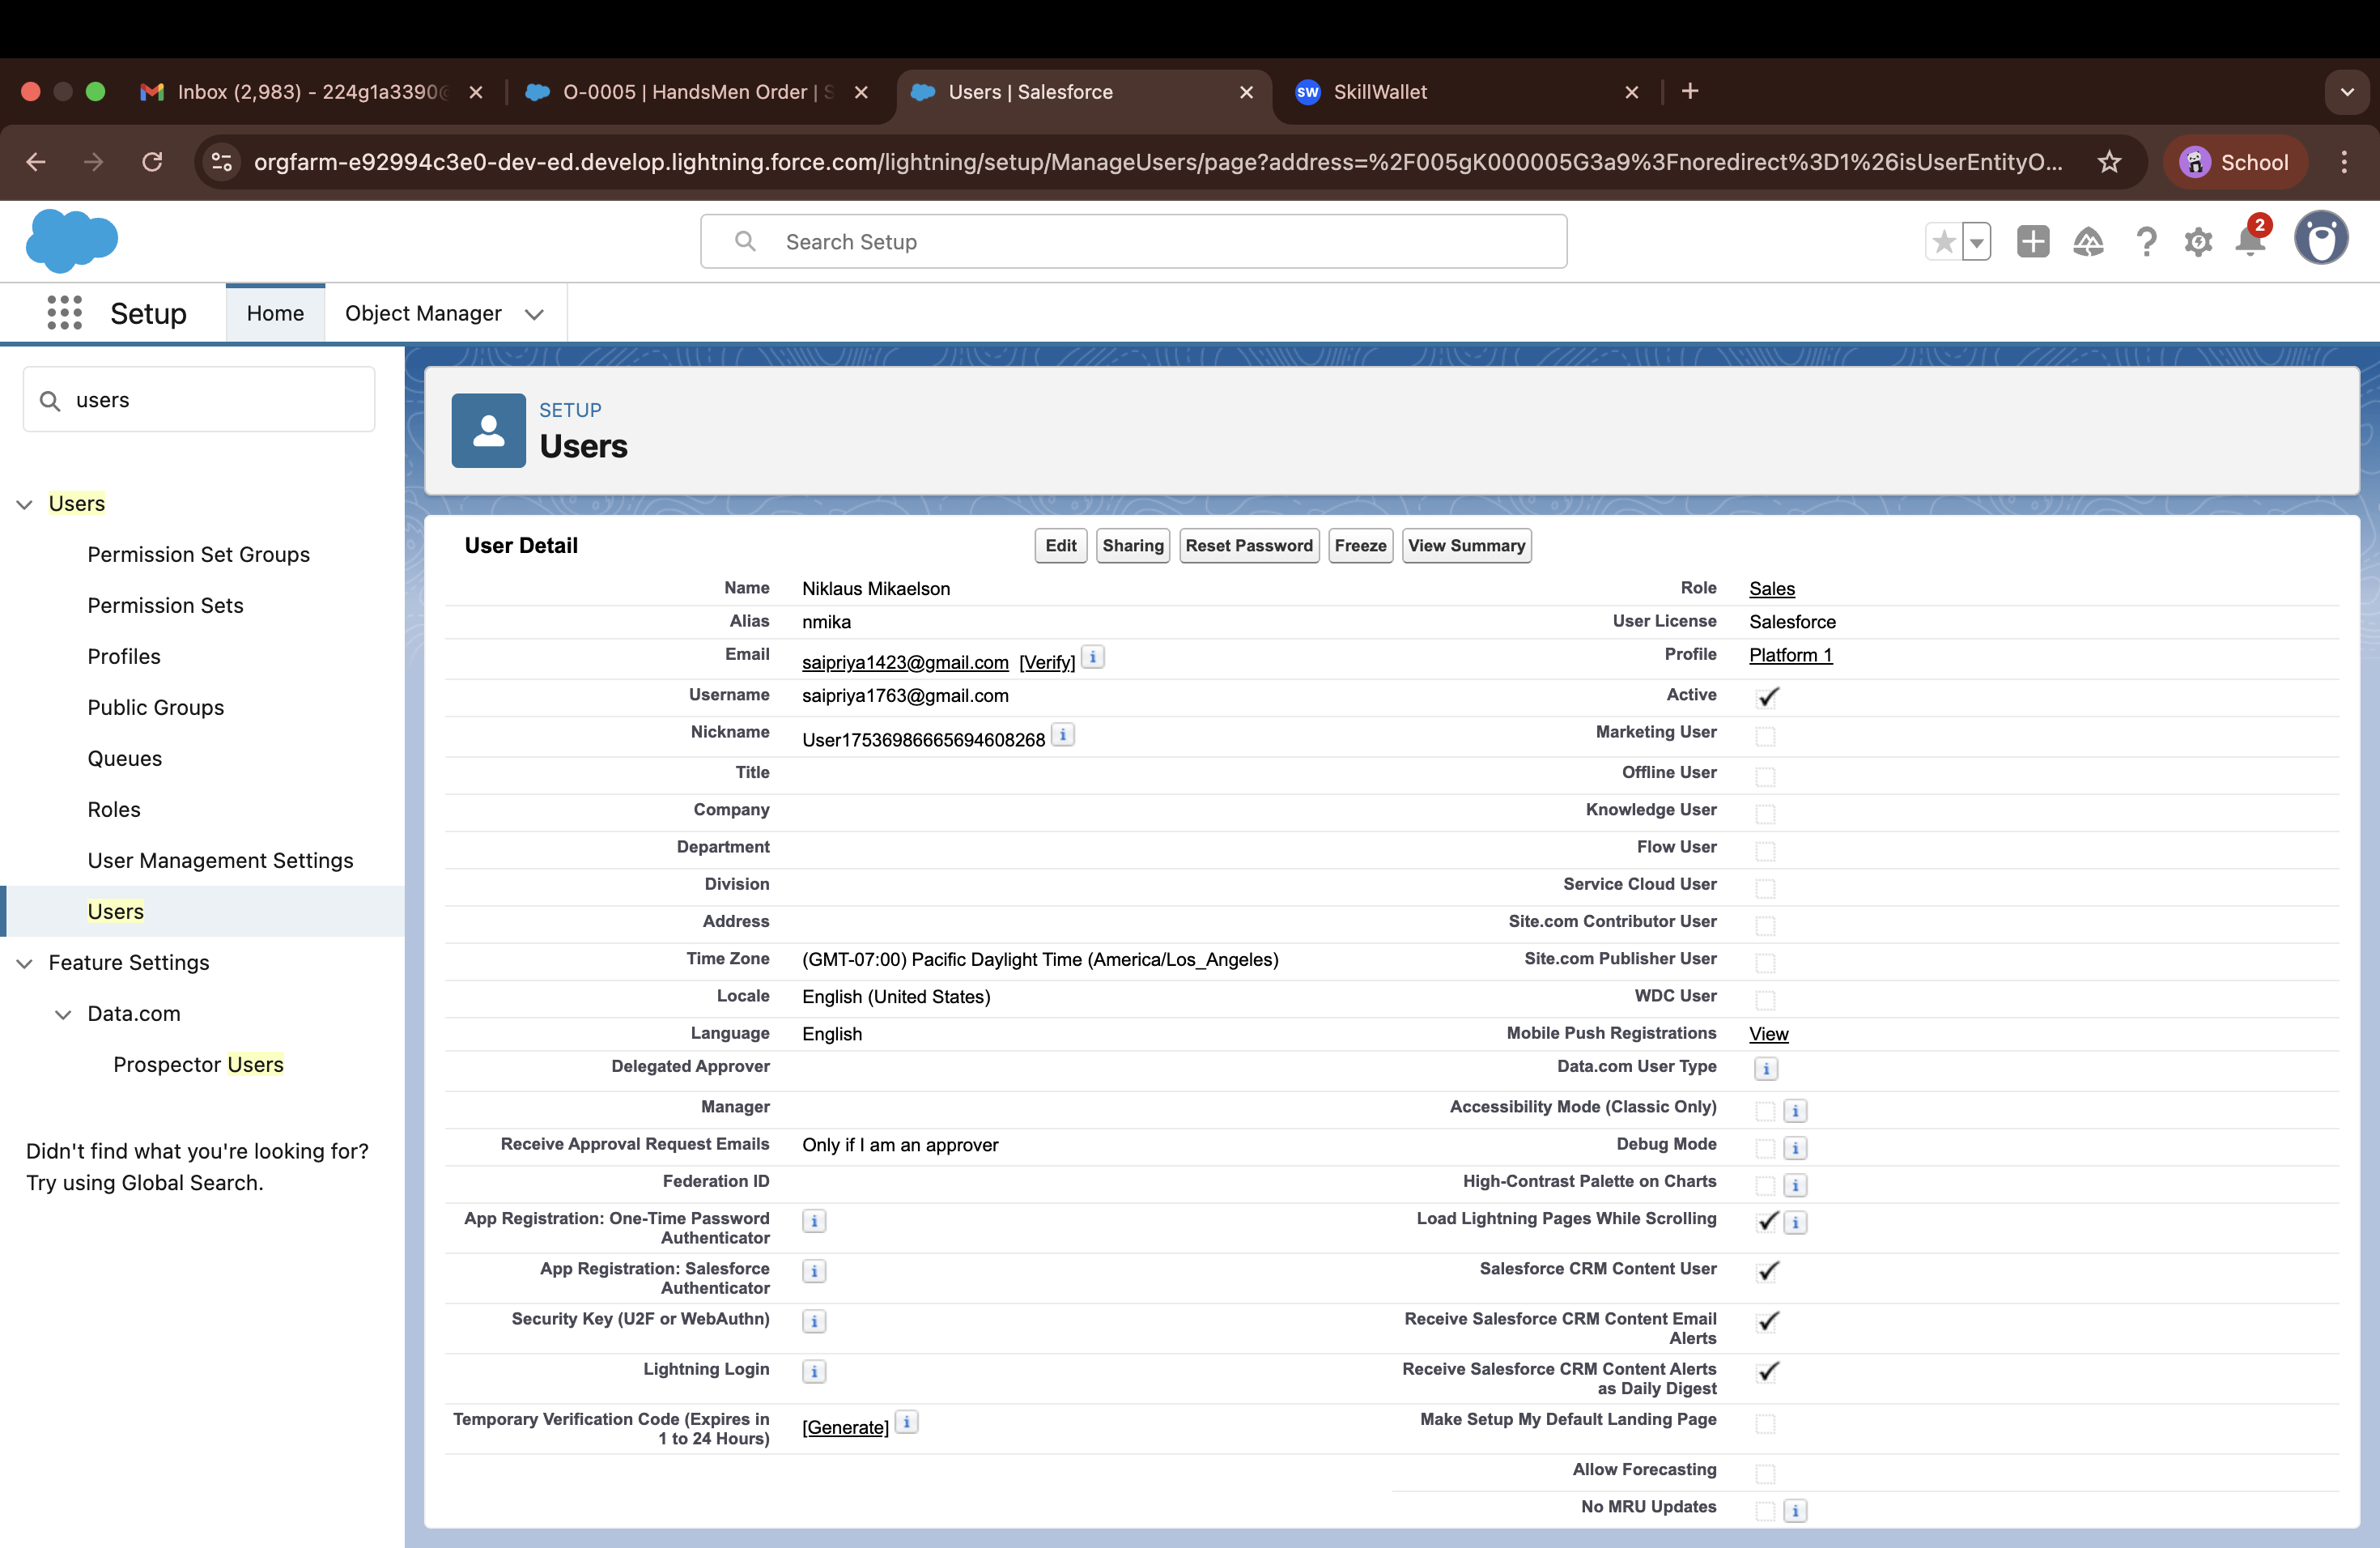 Inbox (2,983) - 224g1a3390
O-0005 | HandsMen Order | S
Users | Salesforce
SW SkillWallet
orgfarm-e92994c3e0-dev-ed.develop.lightning.force.com/lightning/setup/ManageUsers/page?address=%2F005gK000005G3a9%3Fnoredirect%3D1%26isUserEntityO...
School
Search Setup
2
Setup
Home
Object Manager
users
Users
Permission Set Groups
Permission Sets
Profiles
Public Groups
Queues
Roles
User Management Settings
Users
Feature Settings
Data.com
Prospector Users
Didn't find what you're looking for?
Try using Global Search.
SETUP
Users
User Detail
Edit Sharing Reset Password Freeze View Summary
Name Niklaus Mikaelson
Alias nmika
Email saipriya1423@gmail.com [Verify] i
Username saipriya1763@gmail.com
Nickname User17536986665694608268 i
Title
Company
Department
Division
Address
Time Zone (GMT-07:00) Pacific Daylight Time (America/Los_Angeles)
Locale English (United States)
Language English
Delegated Approver
Manager
Receive Approval Request Emails Only if I am an approver
Federation ID
App Registration: One-Time Password
Authenticator i
App Registration: Salesforce
Authenticator i
Security Key (U2F or WebAuthn) i
Lightning Login i
Temporary Verification Code (Expires in
1 to 24 Hours) [Generate] i
Role Sales
User License Salesforce
Profile Platform 1
Active
Marketing User
Offline User
Knowledge User
Flow User
Service Cloud User
Site.com Contributor User
Site.com Publisher User
WDC User
Mobile Push Registrations View
Data.com User Type i
Accessibility Mode (Classic Only) i
Debug Mode i
High-Contrast Palette on Charts i
Load Lightning Pages While Scrolling i
Salesforce CRM Content User
Receive Salesforce CRM Content Email
Alerts
Receive Salesforce CRM Content Alerts
as Daily Digest
Make Setup My Default Landing Page
Allow Forecasting
No MRU Updates i